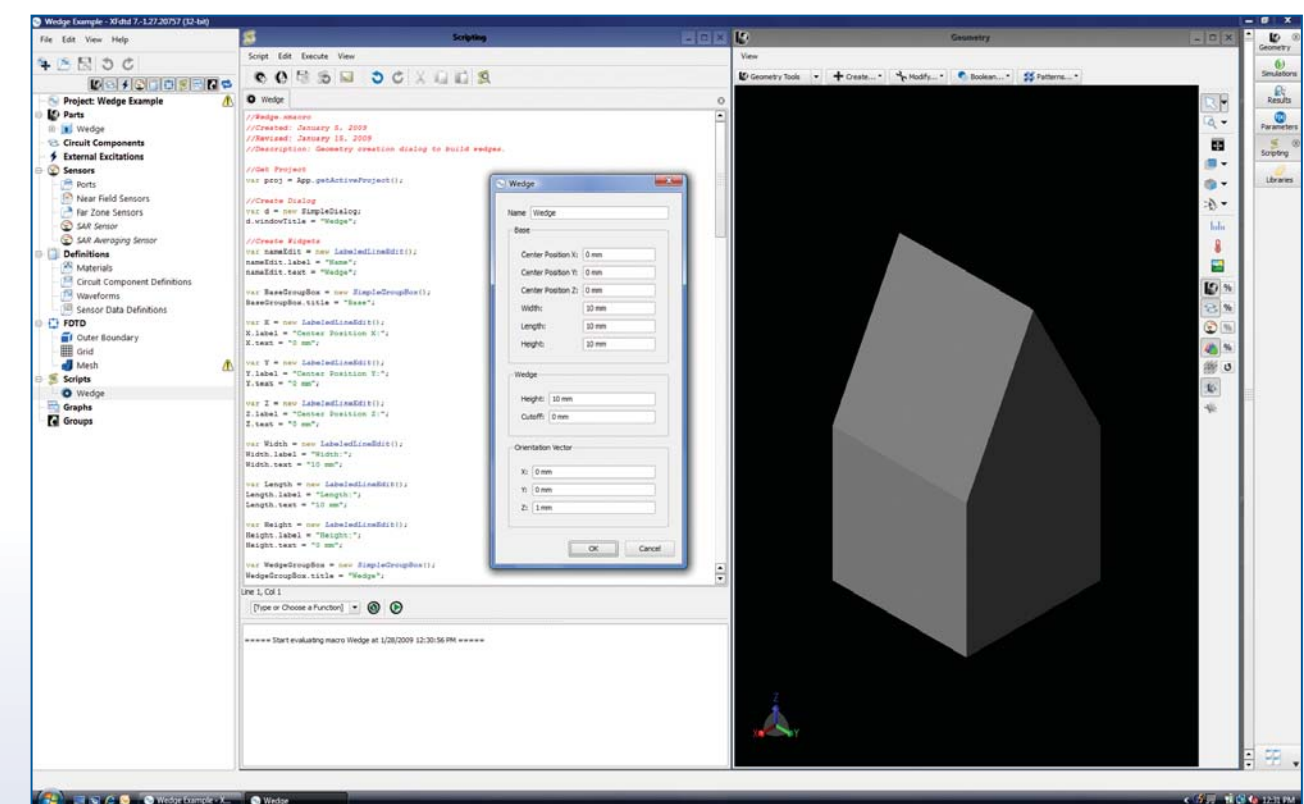 Wedge Example - XFdtd 7.-1.27.20757 (32-bit)
File Edit View Help
Project: Wedge Example
Parts
Wedge
Circuit Components
External Excitations
Sensors
Ports
Near Field Sensors
Far Zone Sensors
SAR Sensor
SAR Averaging Sensor
Definitions
Materials
Circuit Component Definitions
Waveforms
Sensor Data Definitions
FDTD
Outer Boundary
Grid
Mesh
Scripts
Wedge
Graphs
Groups
Scripting
Script Edit Execute View
Wedge
//Wedge.xmacro
//Created: January 5, 2009
//Revised: January 15, 2009
//Description: Geometry creation dialog to build wedges.
//Get Project
var proj = App.getActiveProject();
//Create Dialog
var d = new SimpleDialog;
d.windowTitle = "Wedge";
//Create Widgets
var nameEdit = new LabeledLineEdit();
nameEdit.label = "Name";
nameEdit.text = "Wedge";
var BaseGroupBox = new SimpleGroupBox();
BaseGroupBox.title = "Base";
var X = new LabeledLineEdit();
X.label = "Center Position X:";
X.text = "0 mm";
var Y = new LabeledLineEdit();
Y.label = "Center Position Y:";
Y.text = "0 mm";
var Z = new LabeledLineEdit();
Z.label = "Center Position Z:";
Z.text = "0 mm";
var Width = new LabeledLineEdit();
Width.label = "Width:";
Width.text = "10 mm";
var Length = new LabeledLineEdit();
Length.label = "Length:";
Length.text = "10 mm";
var Height = new LabeledLineEdit();
Height.label = "Height:";
Height.text = "0 mm";
var WedgeGroupBox = new SimpleGroupBox();
WedgeGroupBox.title = "Wedge";
Line 1, Col 1
[Type or Choose a Function]
===== Start evaluating macro Wedge at 1/28/2009 12:30:56 PM =====
Wedge
Name Wedge
Base
Center Position X: 0 mm
Center Position Y: 0 mm
Center Position Z: 0 mm
Width: 10 mm
Length: 10 mm
Height: 10 mm
Wedge
Height: 10 mm
Cutoff: 0 mm
Orientation Vector
X: 0 mm
Y: 0 mm
Z: 1 mm
OK Cancel
Geometry
View
Geometry Tools Create... Modify... Boolean... Patterns...
Z
X Y
Geometry
Simulations
Results
Parameters
Scripting
Libraries
Wedge Example - X... Wedge
12:31 PM